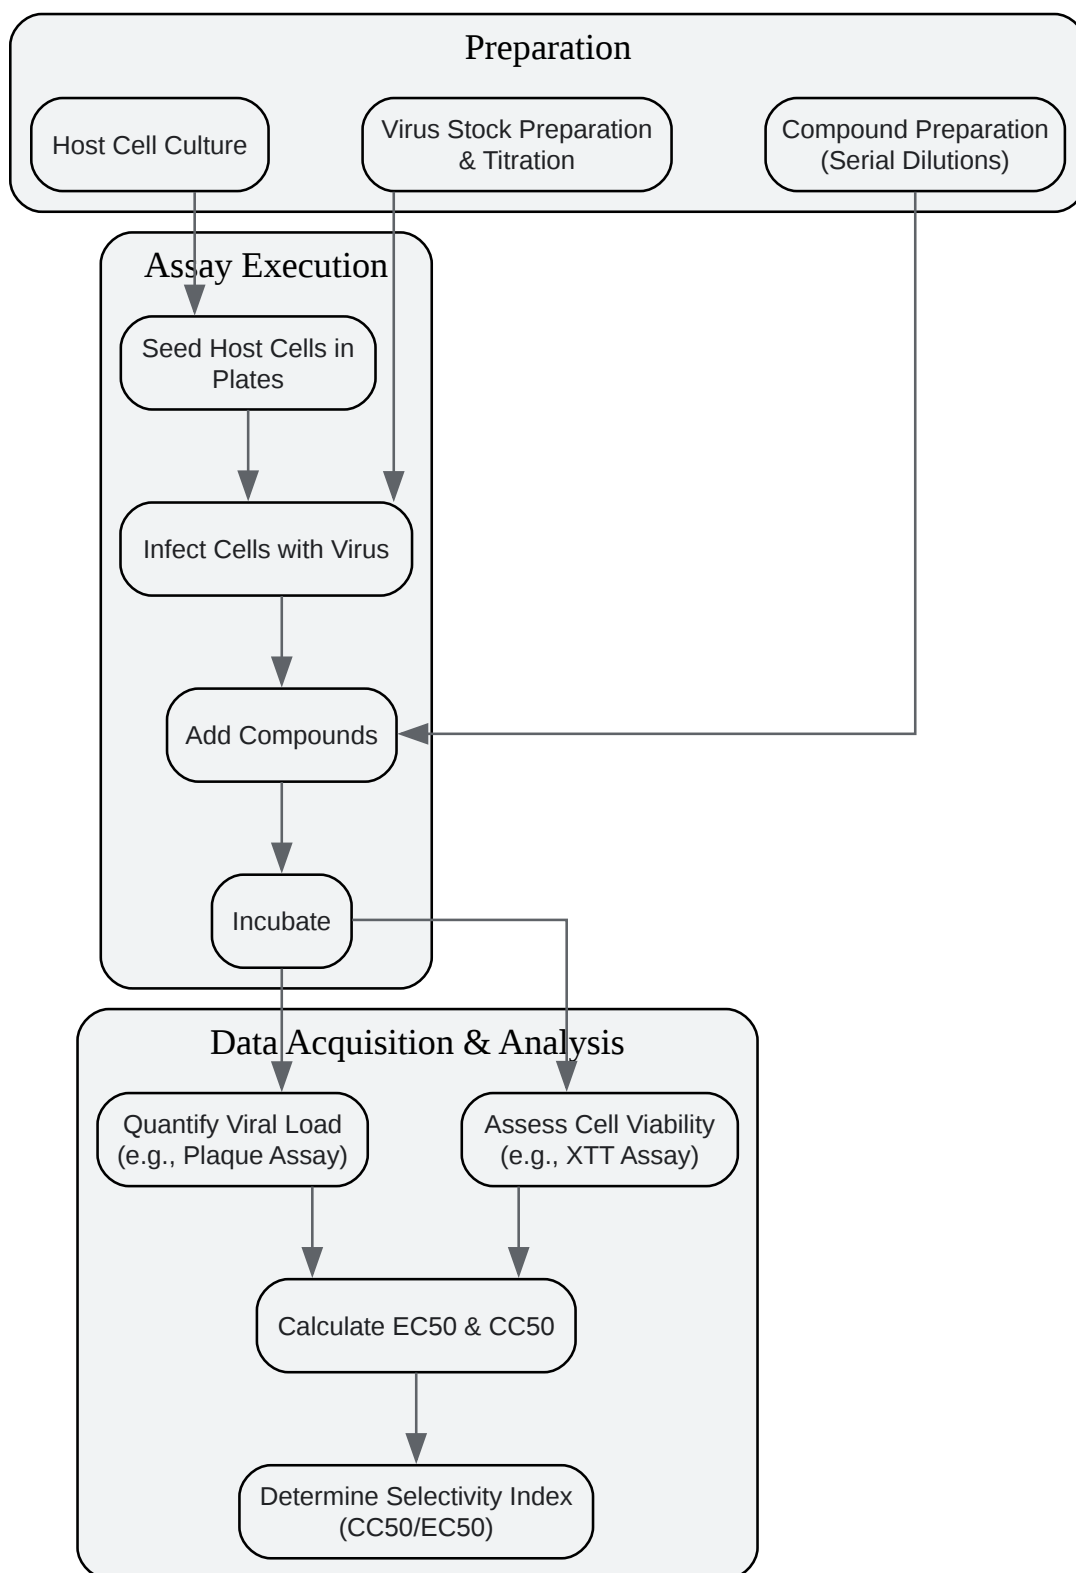 Preparation
Host Cell Culture
Virus Stock Preparation
& Titration
Compound Preparation
(Serial Dilutions)
Assay Execution
Seed Host Cells in
Plates
Infect Cells with Virus
Add Compounds
Incubate
Data Acquisition & Analysis
Quantify Viral Load
(e.g., Plaque Assay)
Assess Cell Viability
(e.g., XTT Assay)
Calculate EC50 & CC50
Determine Selectivity Index
(CC50/EC50)